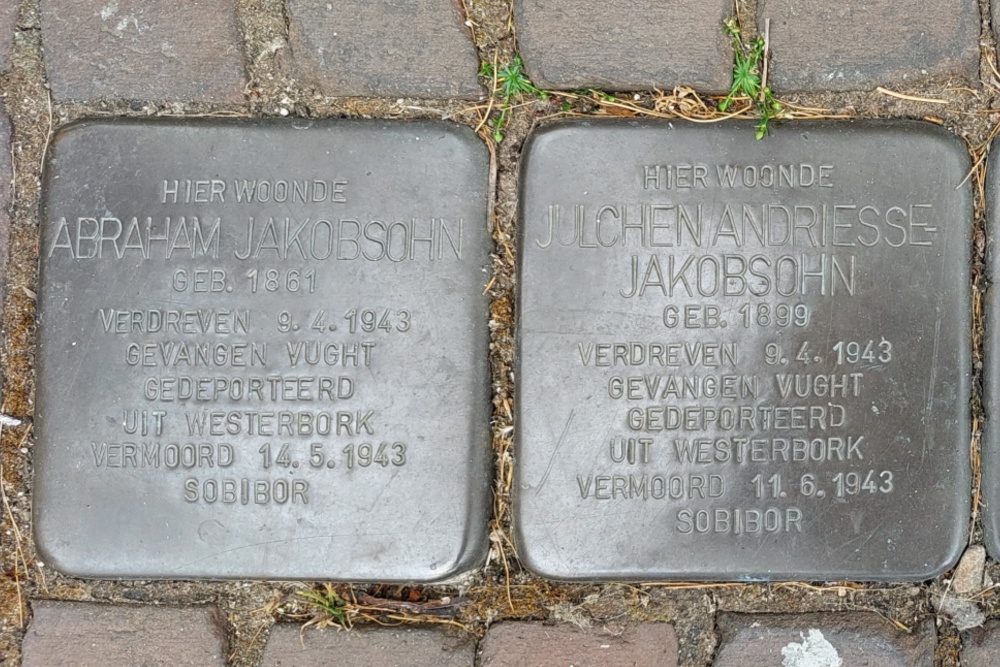 HIER WOONDE
ABRAHAM JAKOBSOHN
GEB. 1861
VERDREVEN 9.4.1943
GEVANGEN VUGHT
GEDEPORTEERD
UIT WESTERBORK
VERMOORD 14.5.1943
SOBIBOR
HIER WOONDE
JULCHEN ANDRIESSE-
JAKOBSOHN
GEB. 1899
VERDREVEN 9.4.1943
GEVANGEN VUGHT
GEDEPORTEERD
UIT WESTERBORK
VERMOORD 11.6.1943
SOBIBOR